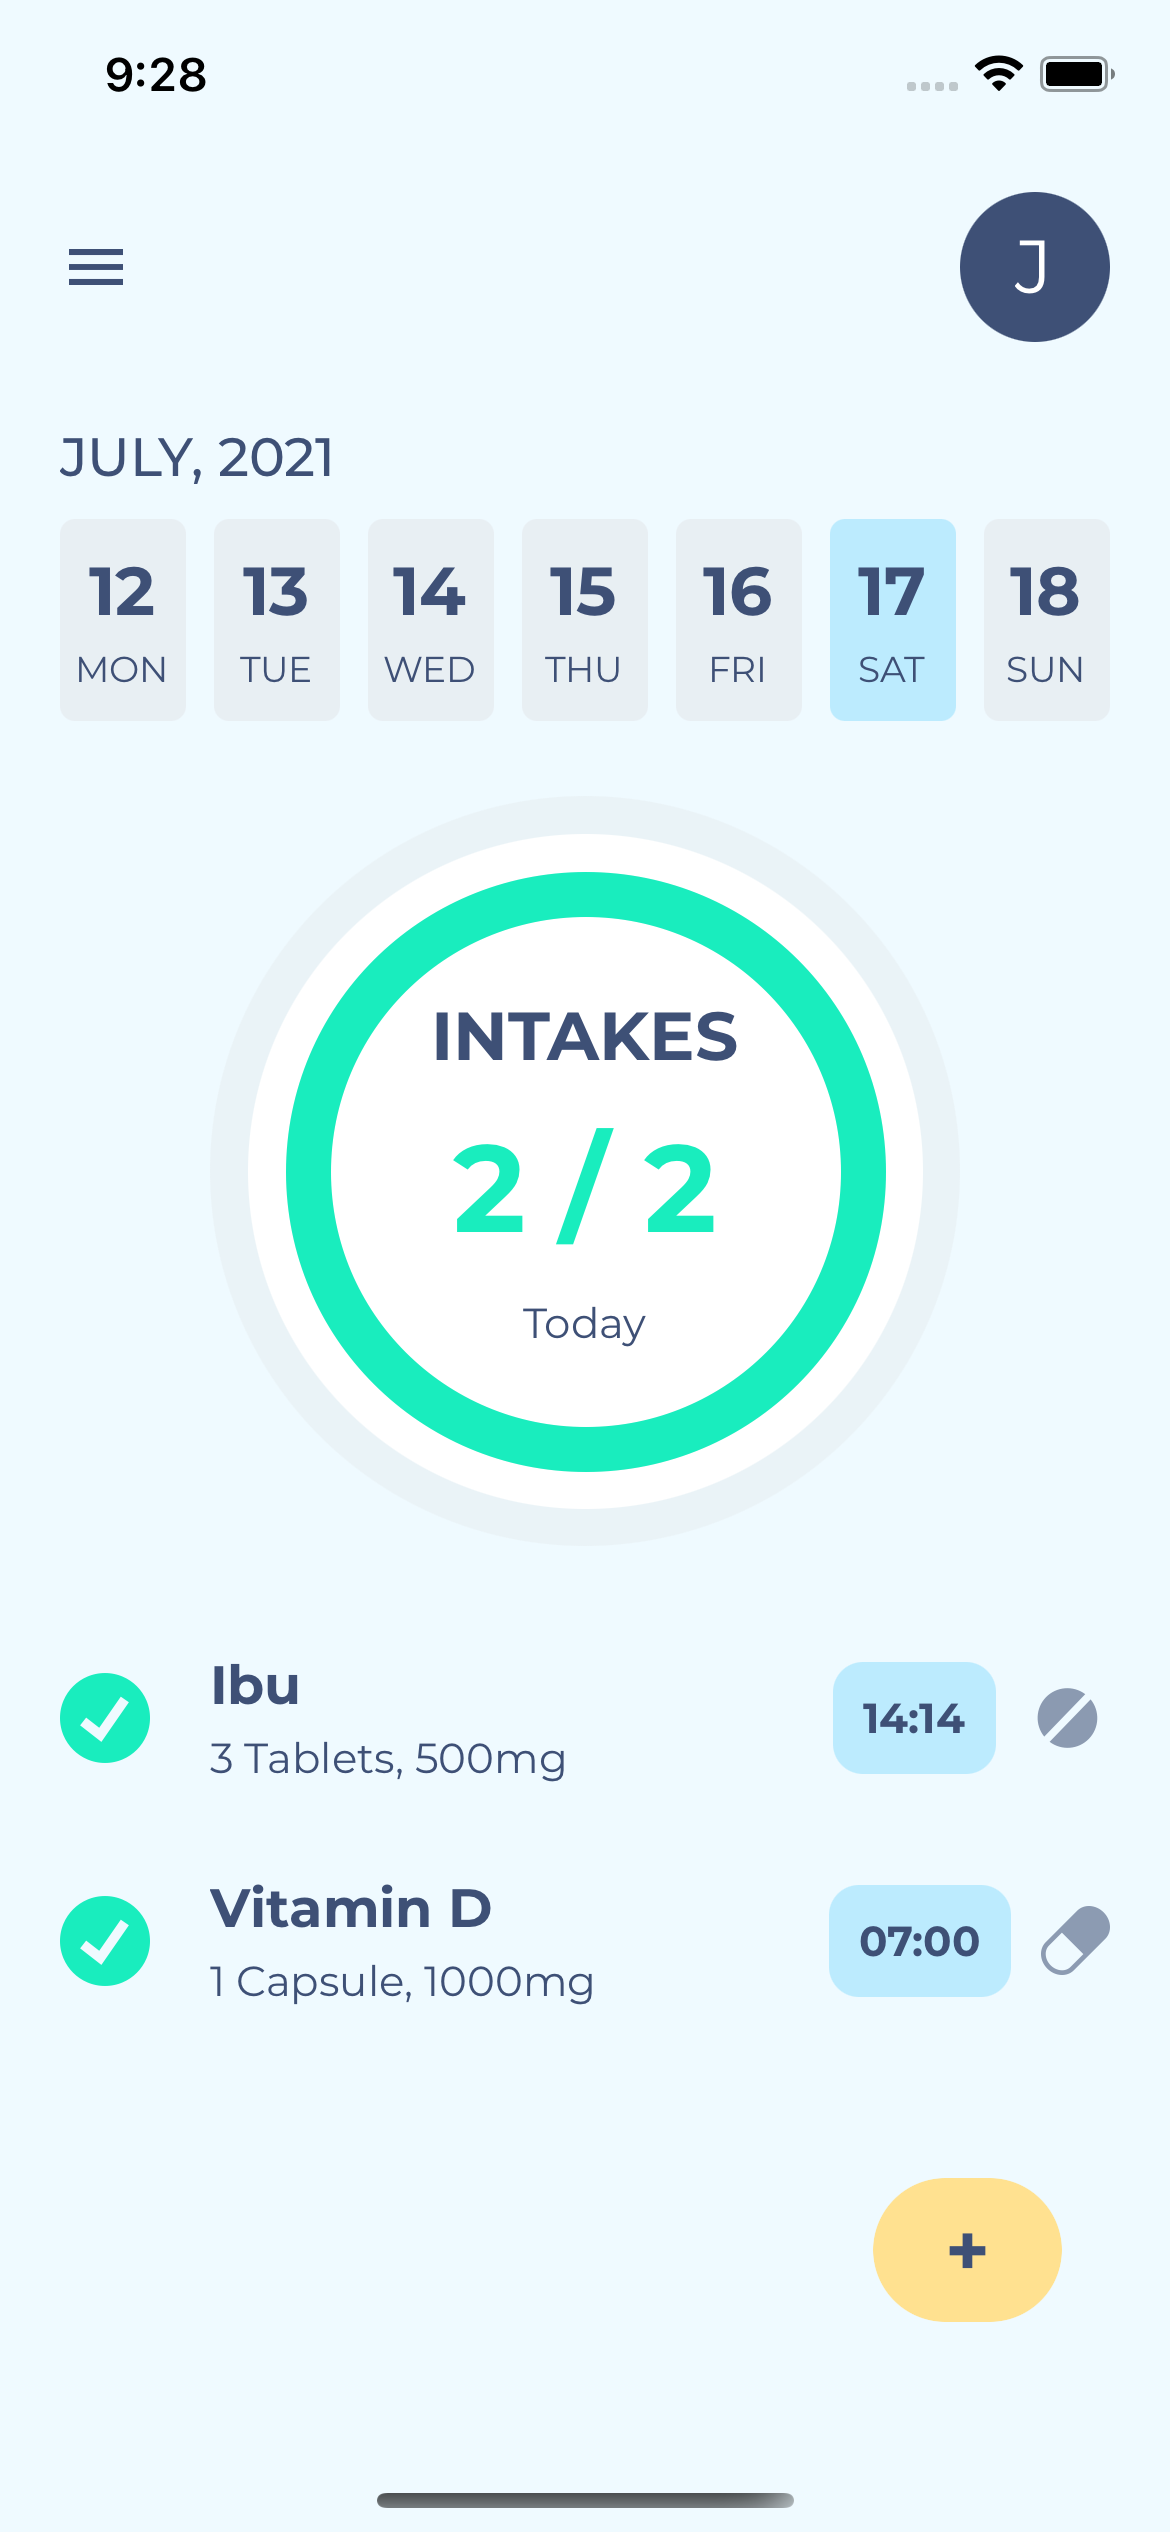 9:28
J
JULY, 2021
12 13 14 15 16 17 18
MON TUE WED THU FRI SAT SUN
INTAKES
2 / 2
Today
Ibu
3 Tablets, 500mg
14:14
Vitamin D
1 Capsule, 1000mg
07:00
+